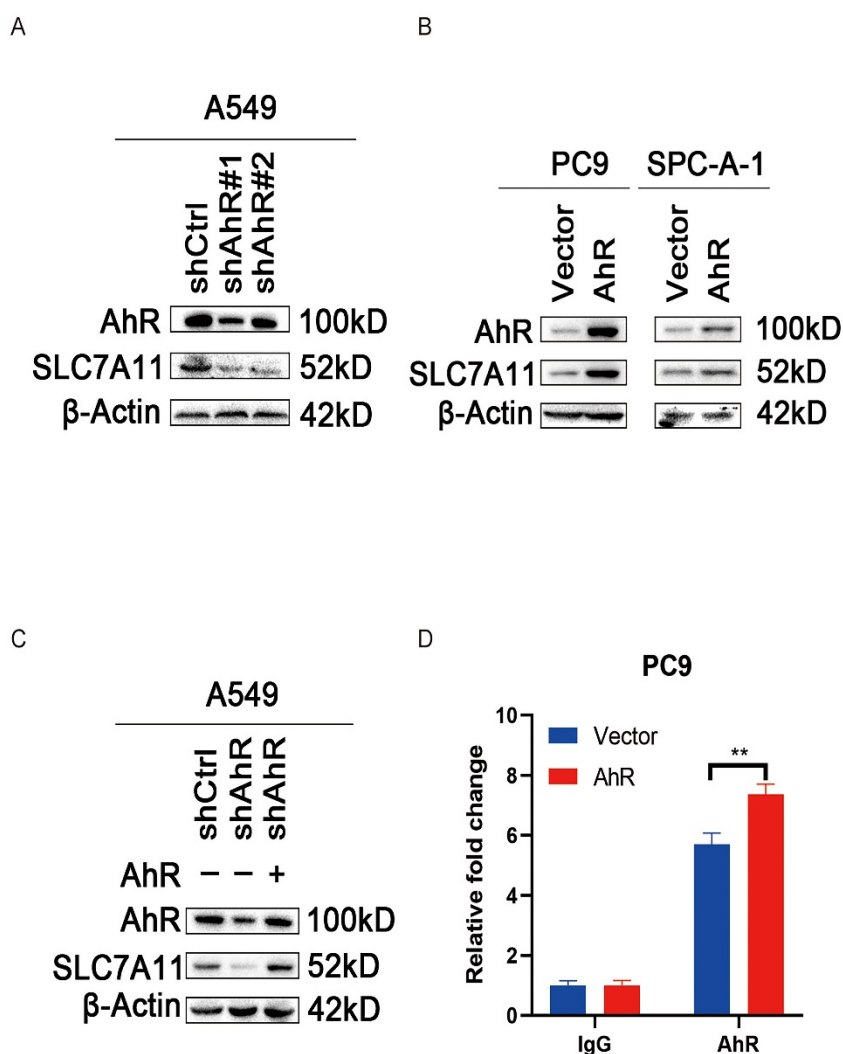 A
A549
shCtrl
shAhR#1
shAhR#2
AhR
100kD
SLC7A11
52kD
β-Actin
42kD
B
PC9
SPC-A-1
Vector
AhR
Vector
AhR
AhR
100kD
SLC7A11
52kD
β-Actin
42kD
C
A549
shCtrl
shAhR
shAhR
AhR − − +
AhR
100kD
SLC7A11
52kD
β-Actin
42kD
D
PC9
Relative fold change
10
8
6
4
2
0
Vector
AhR
**
IgG
AhR